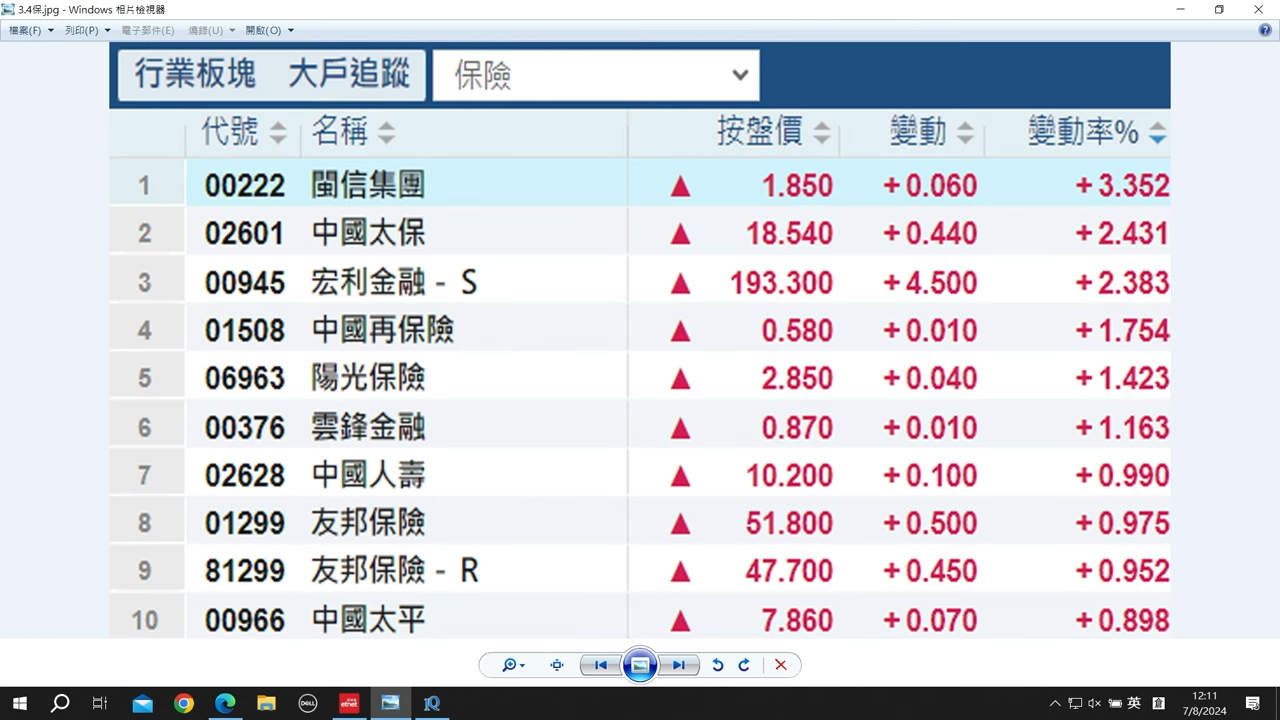 3.4保.jpg - Windows 相片檢視器
檔案(F) 列印(P) 電子郵件(E) 燒錄(U) 開啟(O)
行業板塊 大戶追蹤 保險
代號 名稱 按盤價 變動 變動率%
1 00222 閩信集團 ▲ 1.850 +0.060 +3.352
2 02601 中國太保 ▲ 18.540 +0.440 +2.431
3 00945 宏利金融 - S ▲ 193.300 +4.500 +2.383
4 01508 中國再保險 ▲ 0.580 +0.010 +1.754
5 06963 陽光保險 ▲ 2.850 +0.040 +1.423
6 00376 雲鋒金融 ▲ 0.870 +0.010 +1.163
7 02628 中國人壽 ▲ 10.200 +0.100 +0.990
8 01299 友邦保險 ▲ 51.800 +0.500 +0.975
9 81299 友邦保險 - R ▲ 47.700 +0.450 +0.952
10 00966 中國太平 ▲ 7.860 +0.070 +0.898
DELL etnet IQ 英 倉 12:11
7/8/2024